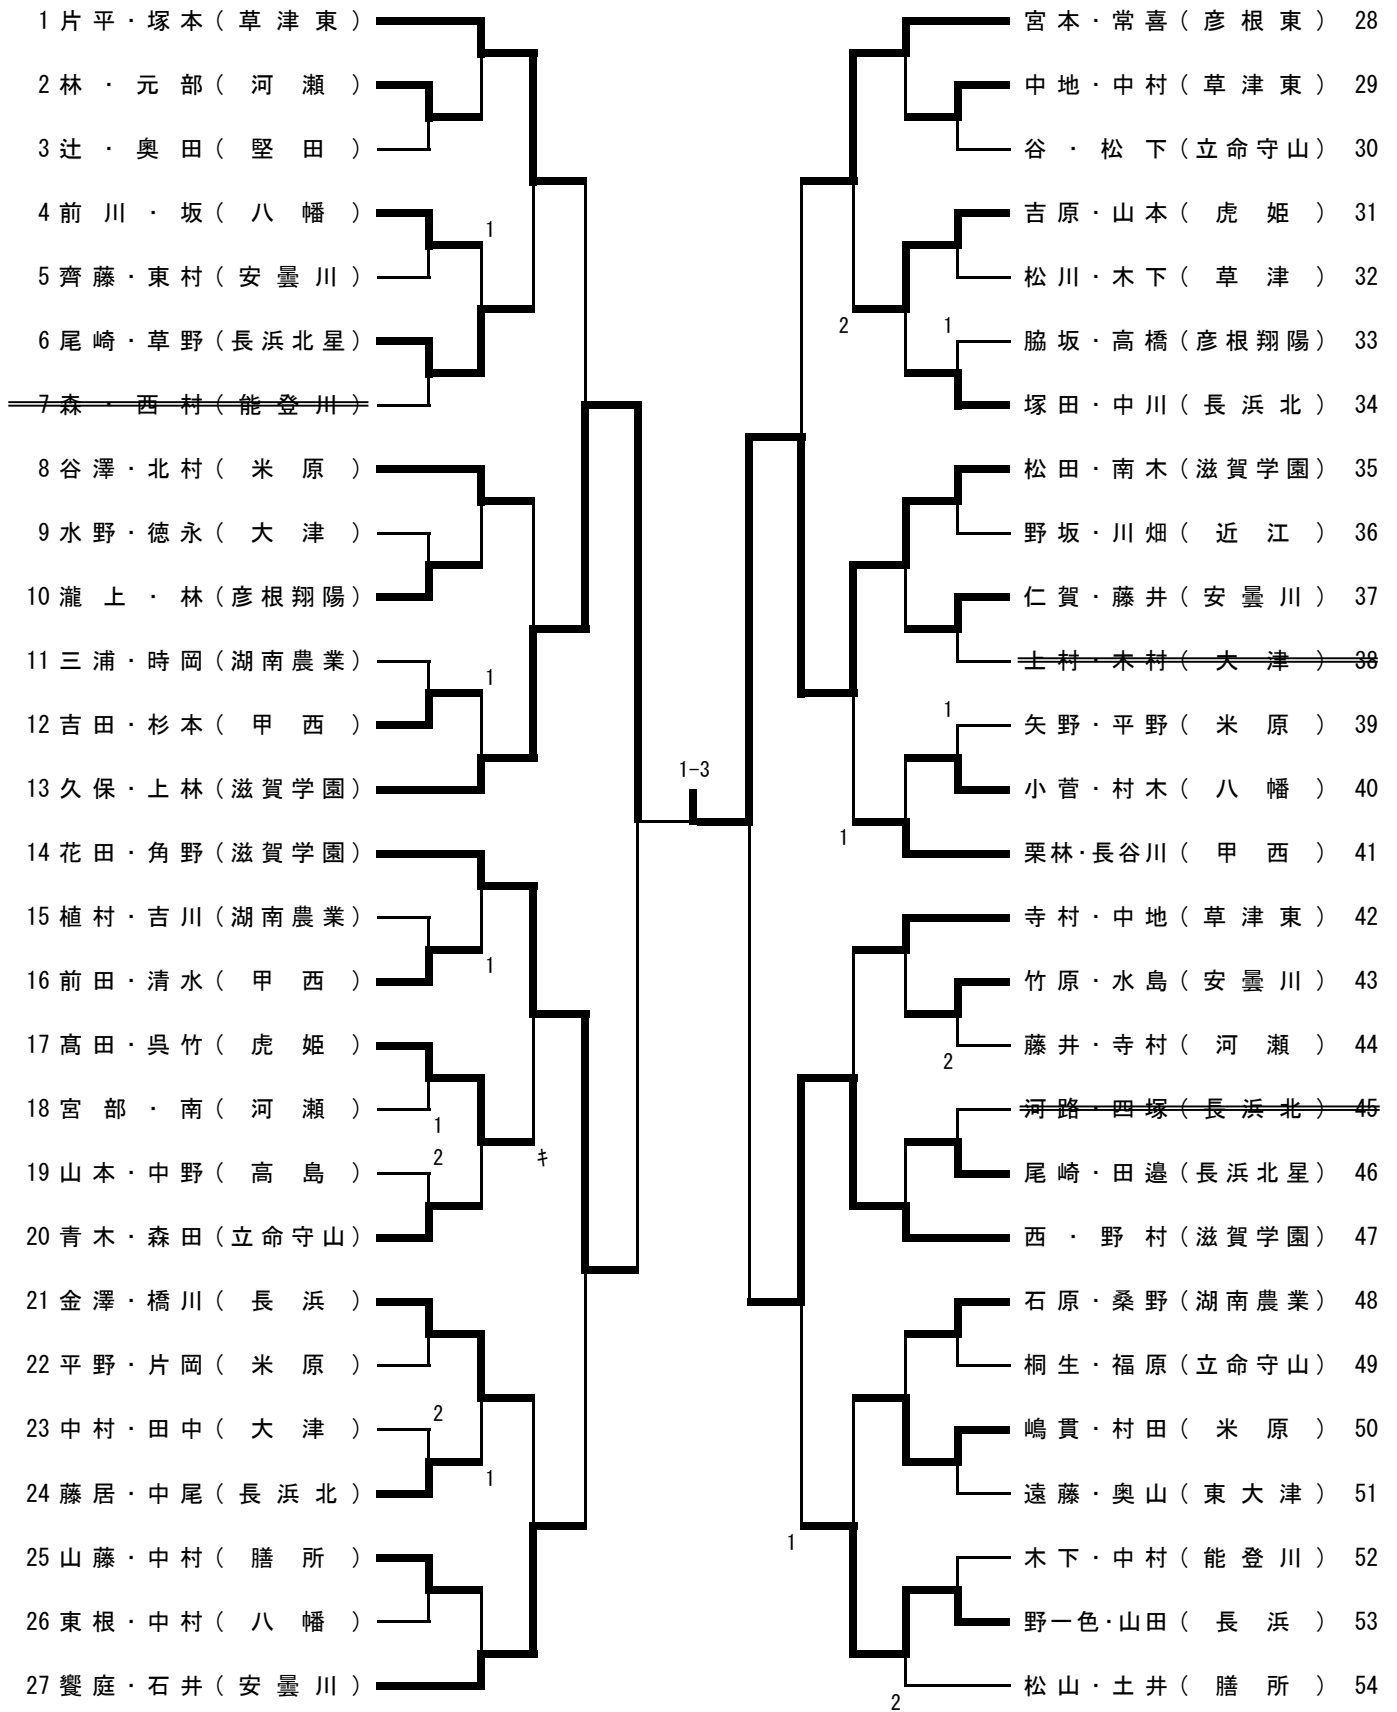 1 片平・塚本(草津東)
2 林・元部(河瀬)
3 辻・奥田(堅田)
4 前川・坂(八幡)
1
5 齊藤・東村(安曇川)
6 尾崎・草野(長浜北星)
7 森・西村(能登川)
8 谷澤・北村(米原)
9 水野・徳永(大津)
10 瀧上・林(彦根翔陽)
11 三浦・時岡(湖南農業)
1
12 吉田・杉本(甲西)
13 久保・上林(滋賀学園)
14 花田・角野(滋賀学園)
15 植村・吉川(湖南農業)
1
16 前田・清水(甲西)
17 髙田・呉竹(虎姫)
18 宮部・南(河瀬)
1
2
キ
19 山本・中野(高島)
20 青木・森田(立命守山)
21 金澤・橋川(長浜)
22 平野・片岡(米原)
2
23 中村・田中(大津)
1
24 藤居・中尾(長浜北)
25 山藤・中村(膳所)
26 東根・中村(八幡)
27 饗庭・石井(安曇川)
1-3
宮本・常喜(彦根東) 28
中地・中村(草津東) 29
谷・松下(立命守山) 30
吉原・山本(虎姫) 31
松川・木下(草津) 32
2
1
脇坂・高橋(彦根翔陽) 33
塚田・中川(長浜北) 34
松田・南木(滋賀学園) 35
野坂・川畑(近江) 36
仁賀・藤井(安曇川) 37
上村・木村(大津) 38
1
矢野・平野(米原) 39
小菅・村木(八幡) 40
1
栗林・長谷川(甲西) 41
寺村・中地(草津東) 42
竹原・水島(安曇川) 43
藤井・寺村(河瀬) 44
2
河路・四塚(長浜北) 45
尾崎・田邉(長浜北星) 46
西・野村(滋賀学園) 47
石原・桑野(湖南農業) 48
桐生・福原(立命守山) 49
嶋貫・村田(米原) 50
遠藤・奥山(東大津) 51
1
木下・中村(能登川) 52
野一色・山田(長浜) 53
松山・土井(膳所) 54
2